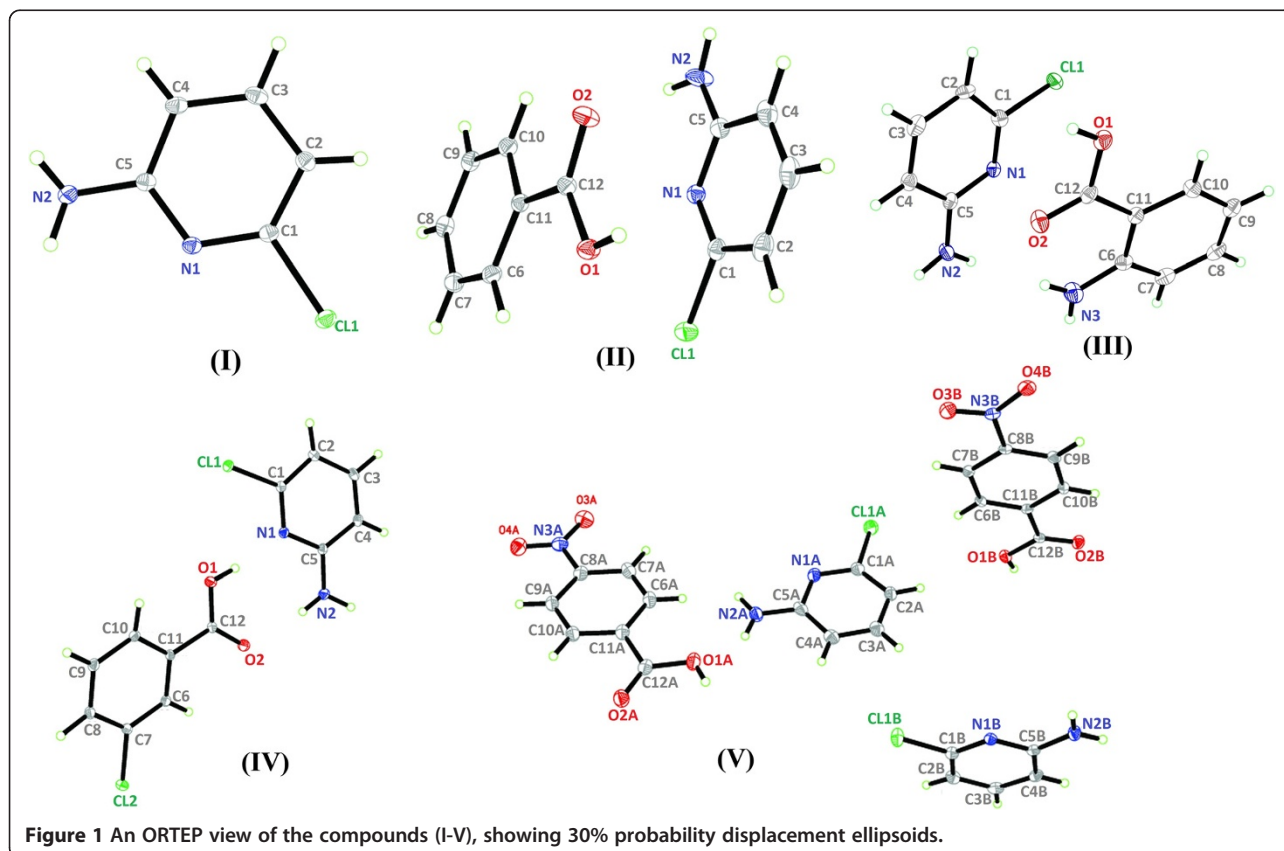 C4
C3
C2
C5
N2
C1
N1
CL1
(I)
N2
O2
C10
C5
C4
C9
C3
C12
N1
C8
C11
C6
O1
C2
C1
C7
CL1
(II)
C2
C1
CL1
O1
C3
N1
C10
C4
C12
C11
C9
C5
O2
C6
C8
N2
C7
N3
(III)
CL1
C2
C1
C3
N1
C4
C5
O1
N2
C12
C10
C11
O2
C9
C6
C8
C7
CL2
(IV)
O4B
O3B
N3B
C8B
C7B
C9B
C11B
C10B
C6B
C12B
O1B
O2B
O3A
O4A
N3A
CL1A
C8A
C7A
N1A
C1A
C9A
C6A
C5A
C2A
N2A
C10A
C4A
C3A
C11A
O1A
C12A
O2A
CL1B
N1B
N2B
C1B
C5B
C2B
C4B
C3B
(V)
Figure 1 An ORTEP view of the compounds (I-V), showing 30% probability displacement ellipsoids.